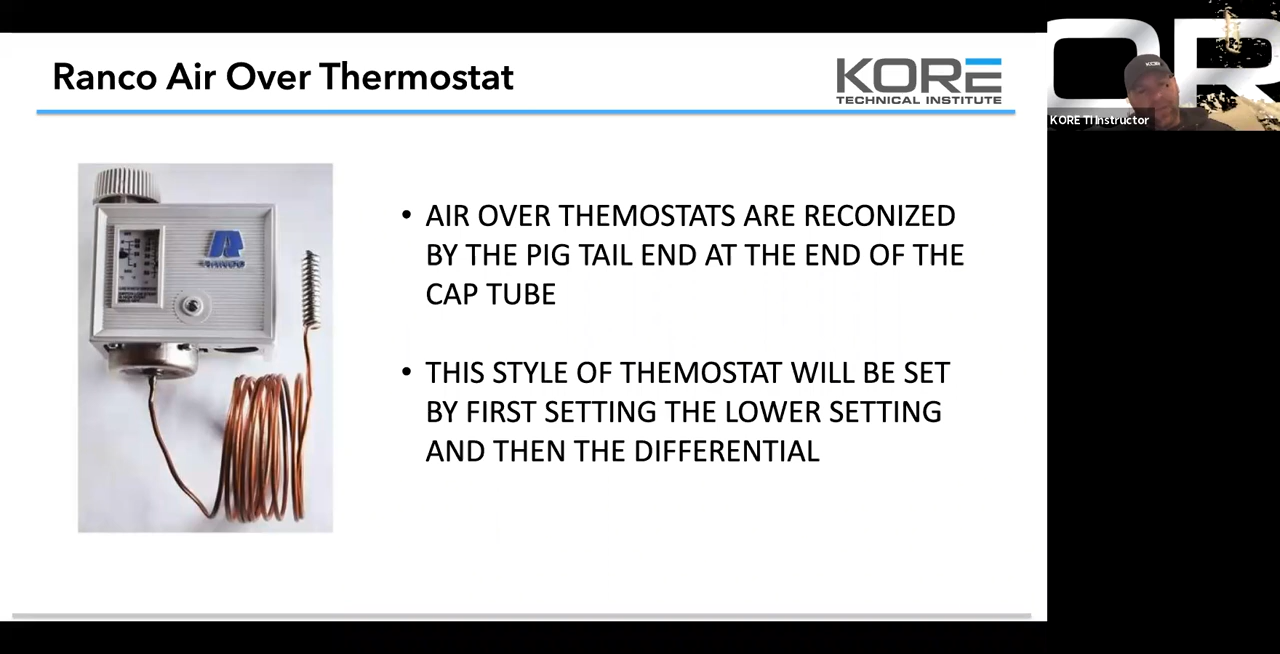 Ranco Air Over Thermostat
KORE
TECHNICAL INSTITUTE
OR
KORE TI Instructor
• AIR OVER THEMOSTATS ARE RECONIZED
BY THE PIG TAIL END AT THE END OF THE
CAP TUBE
• THIS STYLE OF THEMOSTAT WILL BE SET
BY FIRST SETTING THE LOWER SETTING
AND THEN THE DIFFERENTIAL
RANCO